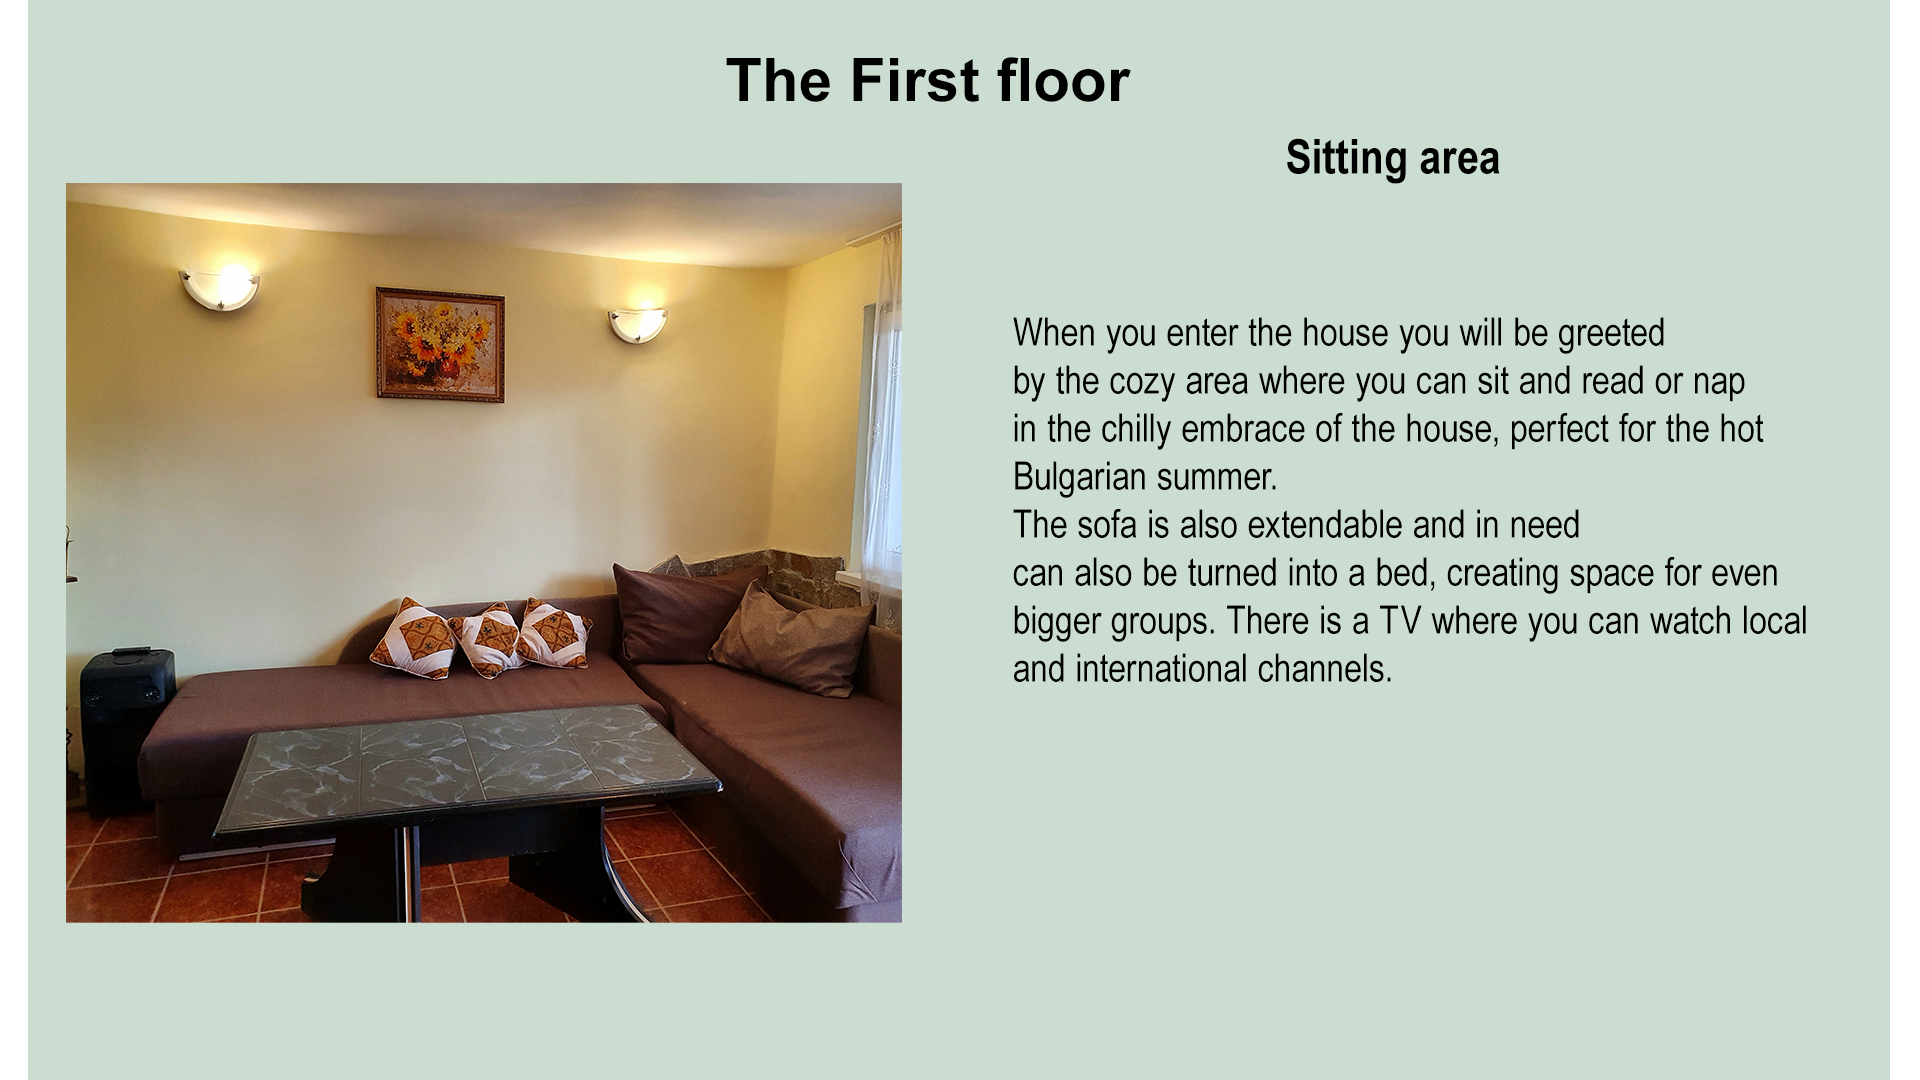 The First floor
Sitting area
When you enter the house you will be greeted
by the cozy area where you can sit and read or nap
in the chilly embrace of the house, perfect for the hot
Bulgarian summer.
The sofa is also extendable and in need
can also be turned into a bed, creating space for even
bigger groups. There is a TV where you can watch local
and international channels.